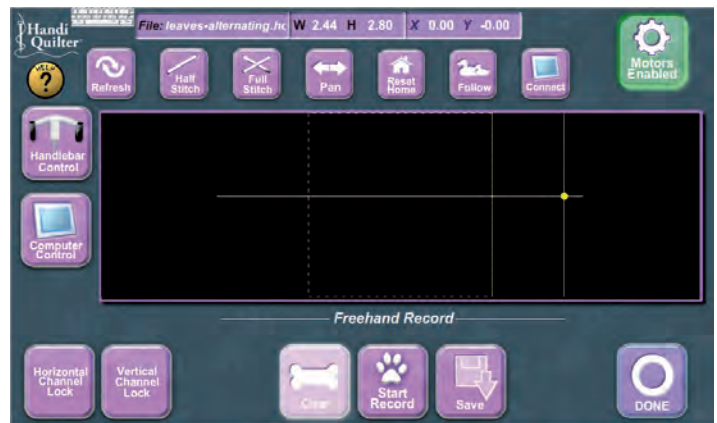 Handi
Quilter
File: leaves-alternating.hc W 2.44 H 2.80 X 0.00 Y -0.00
HELP
?
Refresh
Half
Stitch
Full
Stitch
Pan
Reset
Home
Follow
Connect
Motors
Enabled
Handlebar
Control
Computer
Control
Freehand Record
Horizontal
Channel
Lock
Vertical
Channel
Lock
Clear
Start
Record
Save
DONE